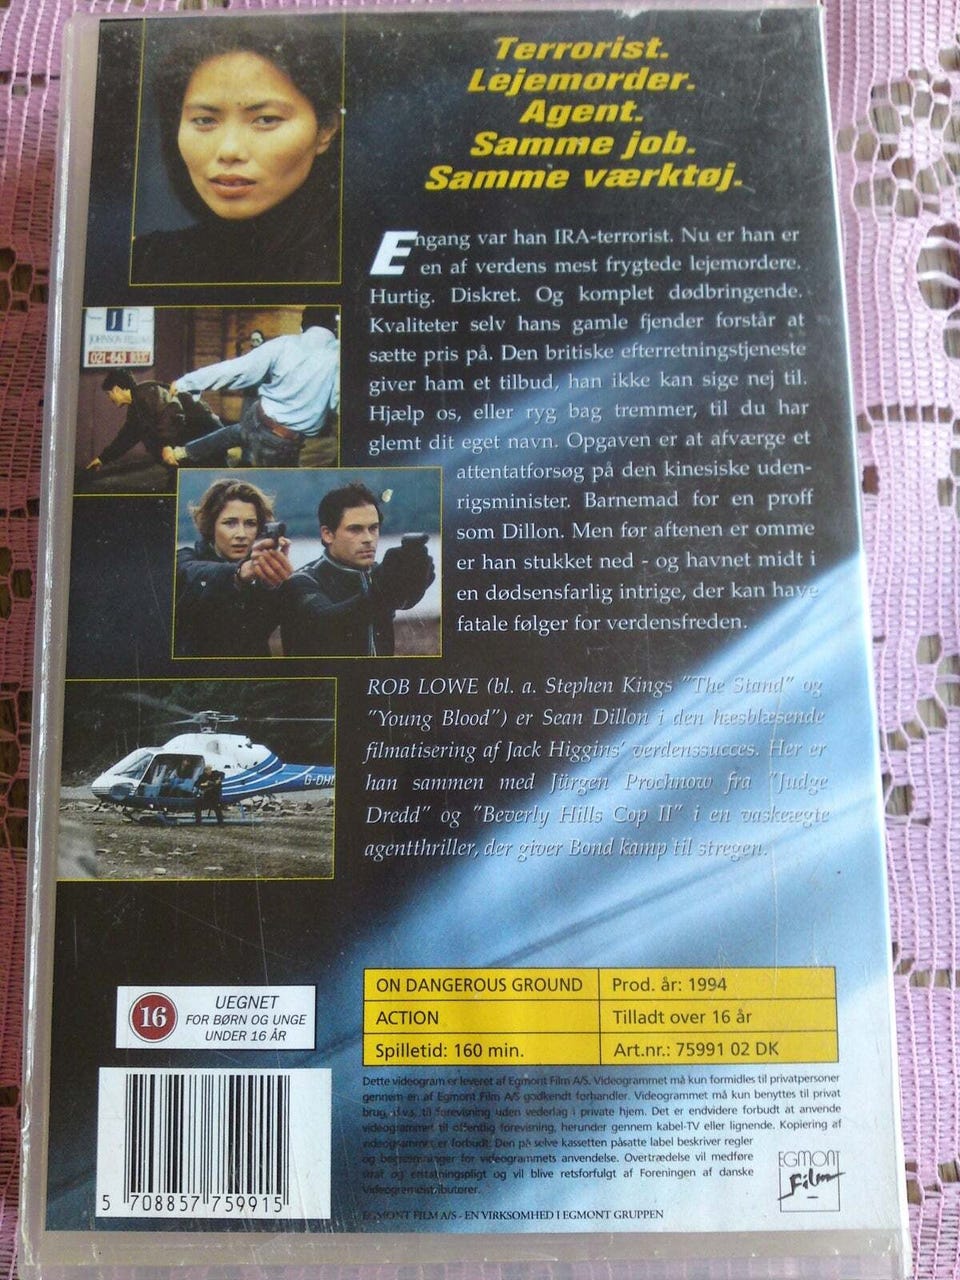 Terrorist.
Lejemorder.
Agent.
Samme job.
Samme værktøj.
Engang var han IRA-terrorist. Nu er han er
en af verdens mest frygtede lejemordere.
Hurtig. Diskret. Og komplet dødbringende.
Kvaliteter selv hans gamle fjender forstår at
sætte pris på. Den britiske efterretningstjeneste
giver ham et tilbud, han ikke kan sige nej til.
Hjælp os, eller ryg bag tremmer, til du har
glemt dit eget navn. Opgaven er at afværge et
attentatforsøg på den kinesiske uden-
rigsminister. Barnemad for en proff
som Dillon. Men før aftenen er omme
er han stukket ned - og havnet midt i
en dødsensfarlig intrige, der kan have
fatale følger for verdensfreden.
JF
021-643 9337
G-DH
ROB LOWE (bl. a. Stephen Kings "The Stand" og
"Young Blood") er Sean Dillon i den hæsblæsende
filmatisering af Jack Higgins' verdenssucces. Her er
han sammen med Jürgen Prochnow fra "Judge
Dredd" og "Beverly Hills Cop II" i en vaskeægte
agentthriller, der giver Bond kamp til stregen.
16
UEGNET
FOR BØRN OG UNGE
UNDER 16 ÅR
ON DANGEROUS GROUND Prod. år: 1994
ACTION Tilladt over 16 år
Spilletid: 160 min. Art.nr.: 75991 02 DK
5 708857 759915
Dette videogram er leveret af Egmont Film A/S. Videogrammet må kun formidles til privatpersoner
gennem en af Egmont Film A/S godkendt forhandler. Videogrammet må kun benyttes til privat
brug, d.v.s. til forevisning uden vederlag i private hjem. Det er endvidere forbudt at anvende
videogrammet til offentlig forevisning, herunder gennem kabel-TV eller lignende. Kopiering af
videogrammet er forbudt. Den på selve kassetten påsatte label beskriver regler
og begrænsninger for videogrammets anvendelse. Overtrædelse vil medføre
straf og erstatningspligt og vil blive retsforfulgt af Foreningen af danske
videogramdistributører.
EGMONT FILM A/S - EN VIRKSOMHED I EGMONT GRUPPEN
EGMONT
Film